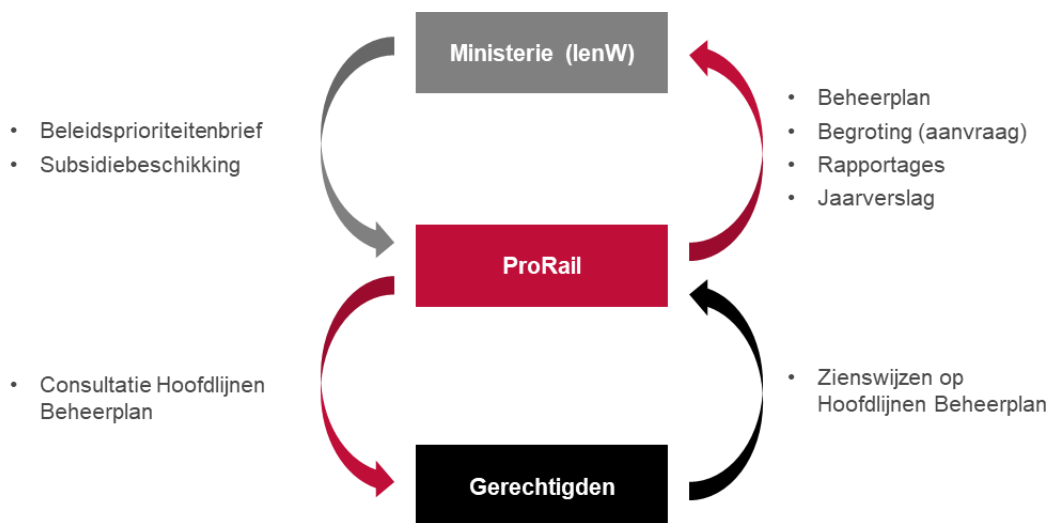 Ministerie (IenW)
• Beleidsprioriteitenbrief
• Subsidiebeschikking
• Beheerplan
• Begroting (aanvraag)
• Rapportages
• Jaarverslag
ProRail
• Consultatie Hoofdlijnen
Beheerplan
• Zienswijzen op
Hoofdlijnen Beheerplan
Gerechtigden